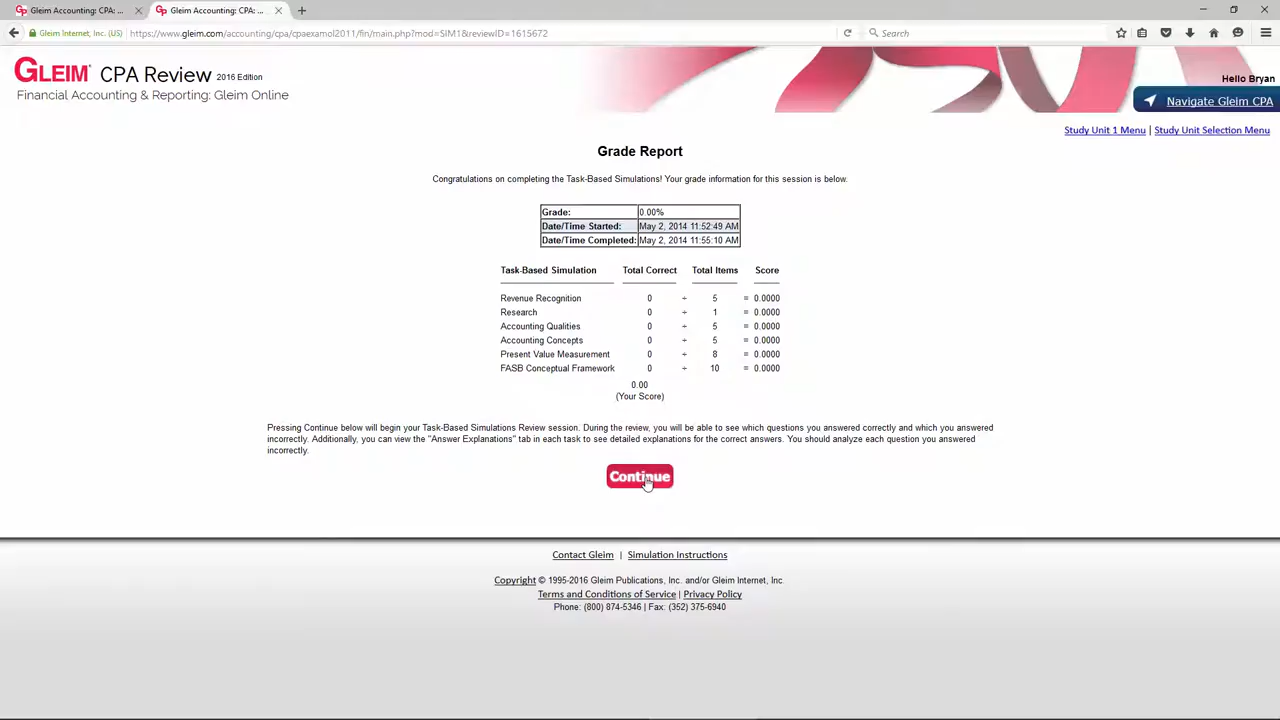 Gleim Accounting: CPA: ...
Gleim Accounting: CPA: ...
Gleim Internet, Inc. (US)
https://www.gleim.com/accounting/cpa/cpaexamol2011/fin/main.php?mod=SIM1&reviewID=1615672
Search
GLEIM CPA Review 2016 Edition
Financial Accounting & Reporting: Gleim Online
Hello Bryan
Navigate Gleim CPA
Study Unit 1 Menu | Study Unit Selection Menu
Grade Report
Congratulations on completing the Task-Based Simulations! Your grade information for this session is below.
Grade: 0.00%
Date/Time Started: May 2, 2014 11:52:49 AM
Date/Time Completed: May 2, 2014 11:55:10 AM
Task-Based Simulation Total Correct Total Items Score
Revenue Recognition 0 ÷ 5 = 0.0000
Research 0 ÷ 1 = 0.0000
Accounting Qualities 0 ÷ 5 = 0.0000
Accounting Concepts 0 ÷ 5 = 0.0000
Present Value Measurement 0 ÷ 8 = 0.0000
FASB Conceptual Framework 0 ÷ 10 = 0.0000
0.00
(Your Score)
Pressing Continue below will begin your Task-Based Simulations Review session. During the review, you will be able to see which questions you answered correctly and which you answered
incorrectly. Additionally, you can view the "Answer Explanations" tab in each task to see detailed explanations for the correct answers. You should analyze each question you answered
incorrectly.
Continue
Contact Gleim | Simulation Instructions
Copyright © 1995-2016 Gleim Publications, Inc. and/or Gleim Internet, Inc.
Terms and Conditions of Service | Privacy Policy
Phone: (800) 874-5346 | Fax: (352) 375-6940